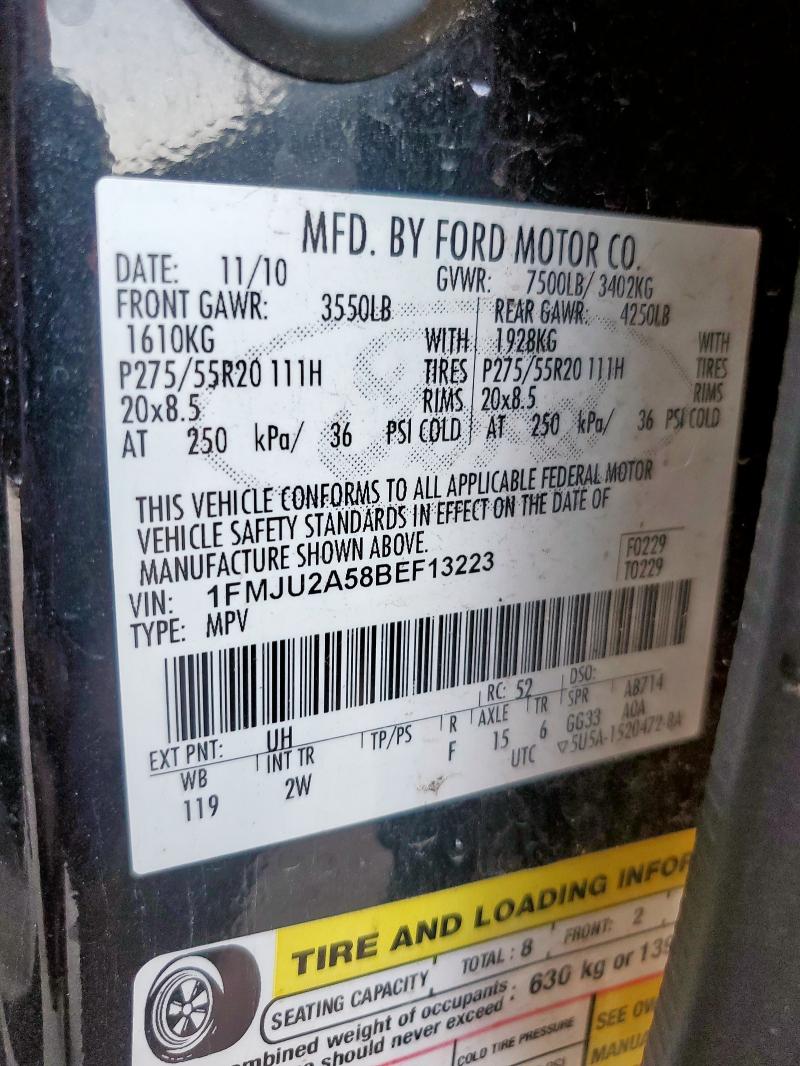 MFD. BY FORD MOTOR CO.
DATE: 11/10 GVWR: 7500LB/ 3402KG
FRONT GAWR: 3550LB REAR GAWR: 4250LB
1610KG WITH 1928KG WITH
P275/55R20 111H TIRES P275/55R20 111H TIRES
20x8.5 RIMS 20x8.5 RIMS
AT 250 kPa/ 36 PSI COLD AT 250 kPa/ 36 PSI COLD
THIS VEHICLE CONFORMS TO ALL APPLICABLE FEDERAL MOTOR
VEHICLE SAFETY STANDARDS IN EFFECT ON THE DATE OF
MANUFACTURE SHOWN ABOVE.
F0229
T0229
VIN: 1FMJU2A58BEF13223
TYPE: MPV
EXT PNT: UH RC: 52 DSO: AB714
WB INT TR TP/PS R AXLE TR SPR AOA
119 2W F 15 6 GG33
UTC ▽5U5A-1520472-BA
TIRE AND LOADING INFOR
SEATING CAPACITY TOTAL : 8 FRONT: 2
mbined weight of occupants : 630 kg or 139
should never exceed
COLD TIRE PRESSURE SEE OW
MANUA